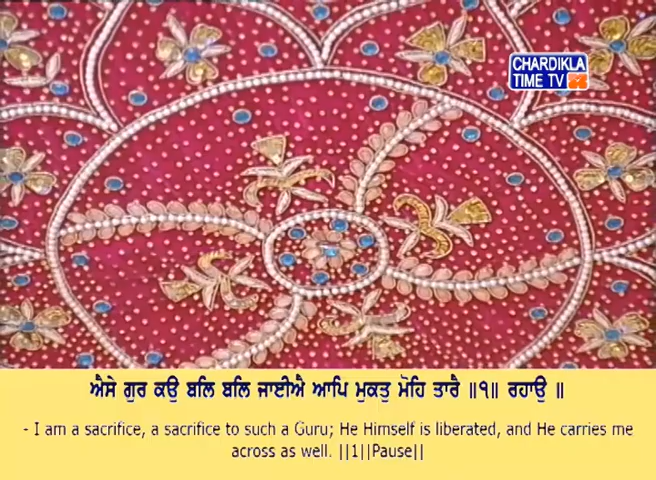 CHARDIKLA
TIME TV
ਐਸੇ ਗੁਰ ਕਉ ਬਲਿ ਬਲਿ ਜਾਈਐ ਆਪਿ ਮੁਕਤੁ ਮੋਹਿ ਤਾਰੈ ॥੧॥ ਰਹਾਉ ॥
- I am a sacrifice, a sacrifice to such a Guru; He Himself is liberated, and He carries me
across as well. ||1||Pause||